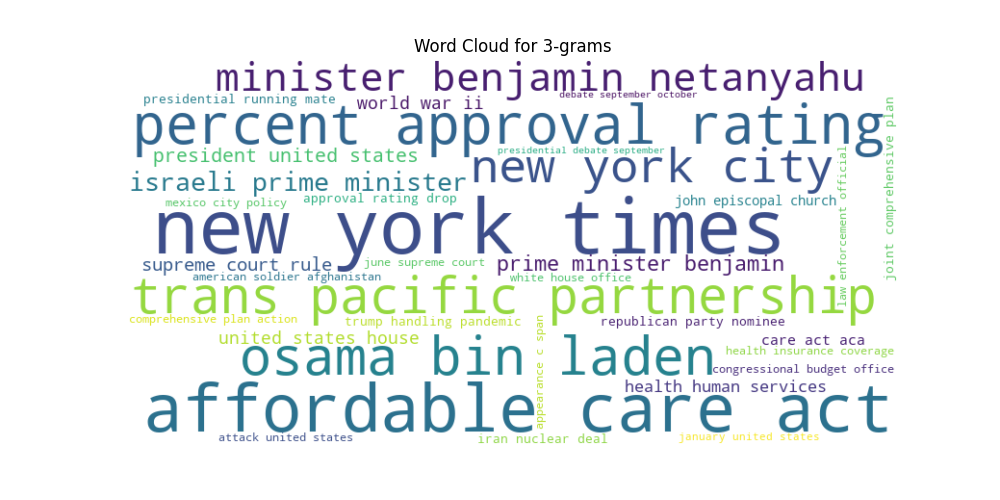 Word Cloud for 3-grams
minister benjamin netanyahu
debate september october
presidential running mate
world war ii
percent approval rating
joint comprehensive plan
presidential debate september
president united states
new york city
law enforcement official
israeli prime minister
mexico city policy
approval rating drop
john episcopal church
new york times
supreme court rule
june supreme court
prime minister benjamin
american soldier afghanistan
white house office
trans pacific partnership
comprehensive plan action
trump handling pandemic
republican party nominee
united states house
appearance c span
care act aca
osama bin laden
health insurance coverage
congressional budget office
health human services
affordable care act
attack united states
iran nuclear deal
january united states